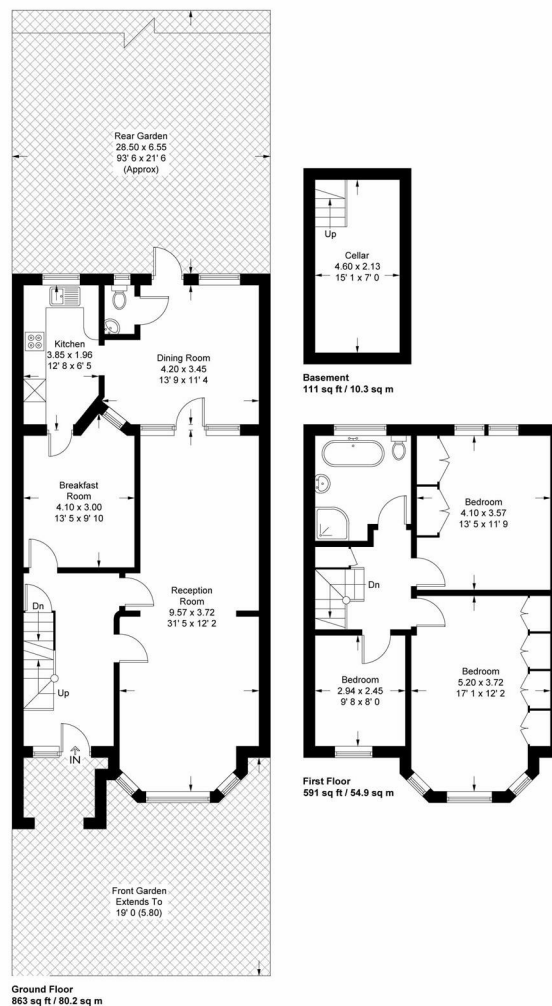 Rear Garden
28.50 x 6.55
93' 6 x 21' 6
(Approx)
Kitchen
3.85 x 1.96
12' 8 x 6' 5
Dining Room
4.20 x 3.45
13' 9 x 11' 4
Breakfast
Room
4.10 x 3.00
13' 5 x 9' 10
Reception
Room
9.57 x 3.72
31' 5 x 12' 2
Dn
Up
IN
Front Garden
Extends To
19' 0 (5.80)
Ground Floor
863 sq ft / 80.2 sq m
Up
Cellar
4.60 x 2.13
15' 1 x 7' 0
Basement
111 sq ft / 10.3 sq m
Bedroom
4.10 x 3.57
13' 5 x 11' 9
Dn
Bedroom
2.94 x 2.45
9' 8 x 8' 0
Bedroom
5.20 x 3.72
17' 1 x 12' 2
First Floor
591 sq ft / 54.9 sq m